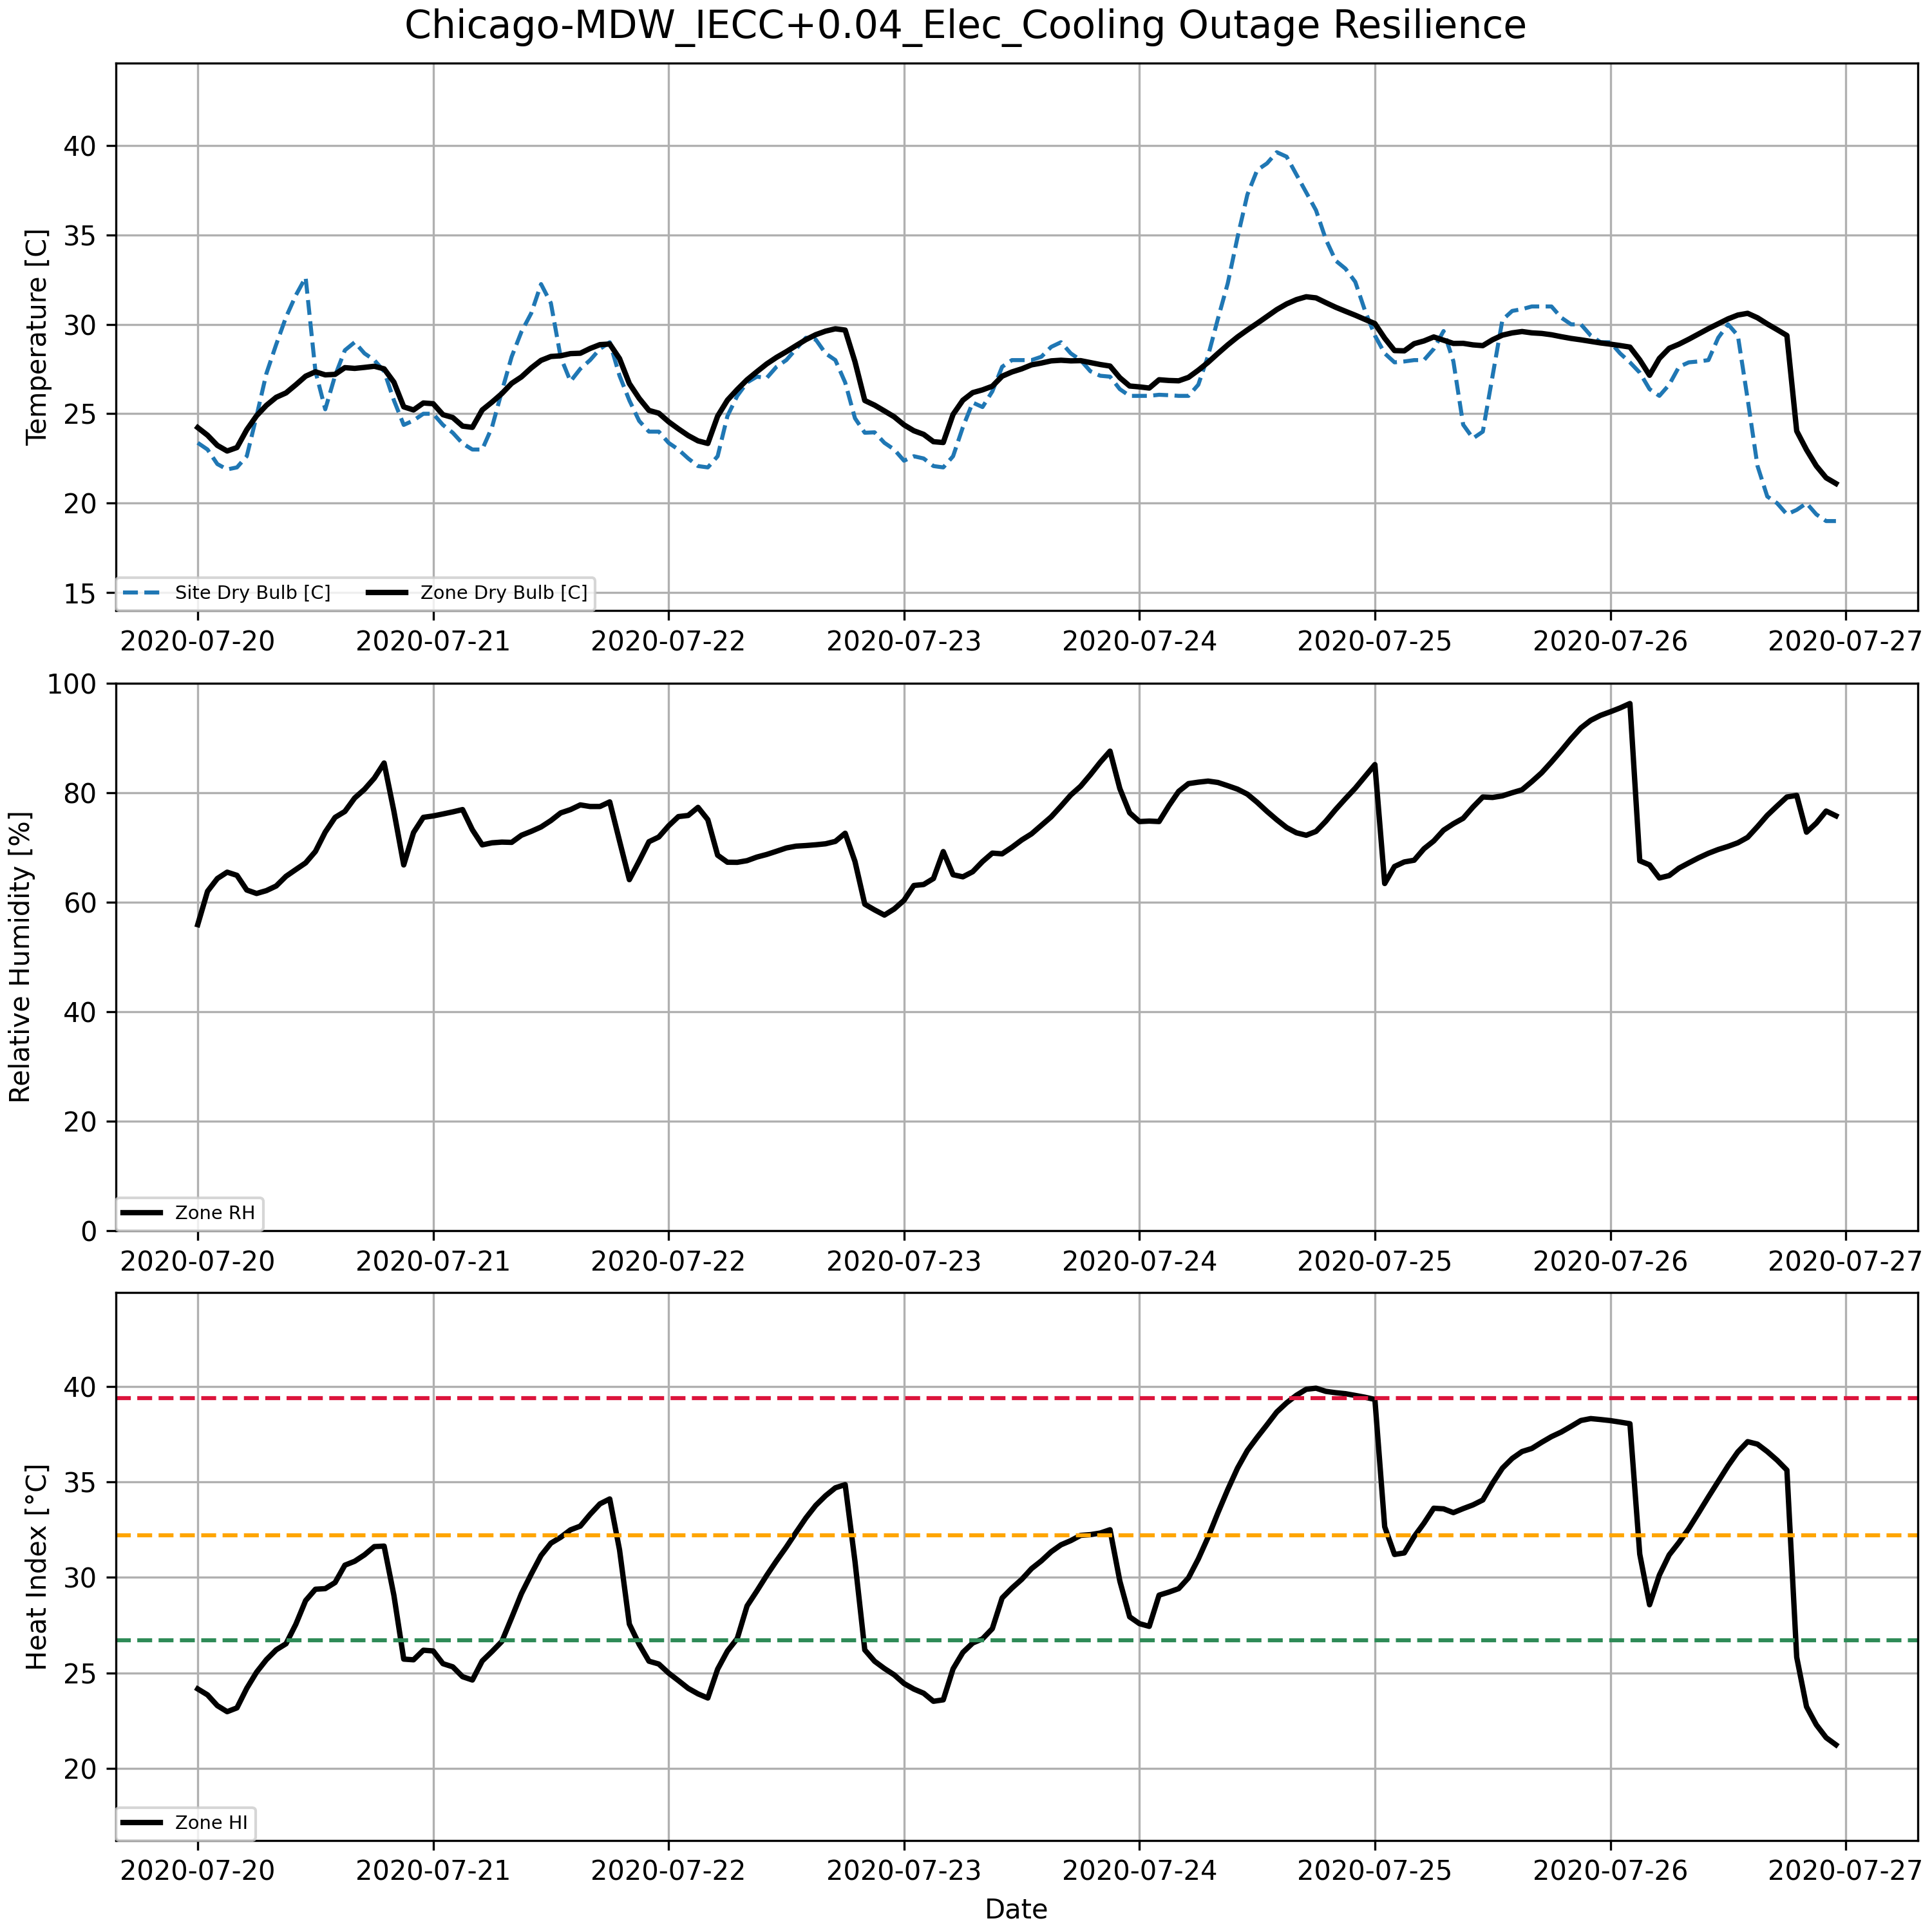 Chicago-MDW_IECC+0.04_Elec_Cooling Outage Resilience
Temperature [C]
40
35
30
25
20
15
Site Dry Bulb [C] Zone Dry Bulb [C]
2020-07-20 2020-07-21 2020-07-22 2020-07-23 2020-07-24 2020-07-25 2020-07-26 2020-07-27
Relative Humidity [%]
100
80
60
40
20
0
Zone RH
2020-07-20 2020-07-21 2020-07-22 2020-07-23 2020-07-24 2020-07-25 2020-07-26 2020-07-27
Heat Index [°C]
40
35
30
25
20
Zone HI
2020-07-20 2020-07-21 2020-07-22 2020-07-23 2020-07-24 2020-07-25 2020-07-26 2020-07-27
Date